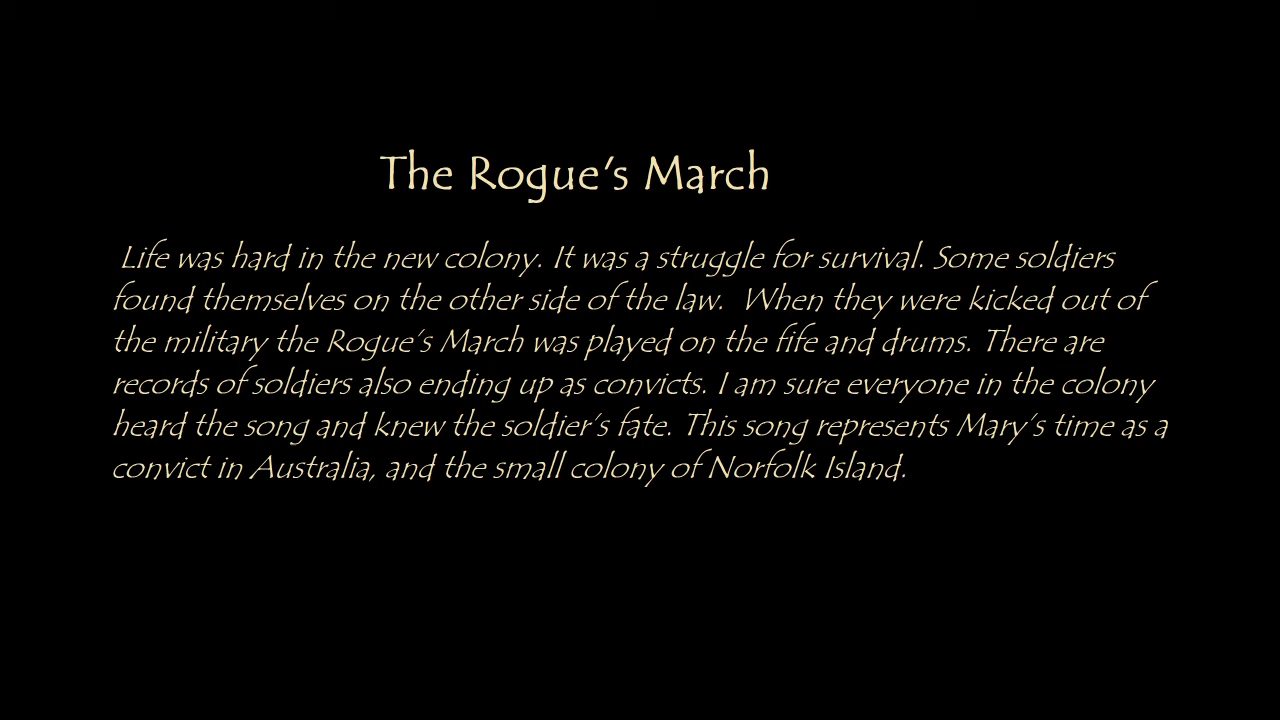 The Rogue's March
Life was hard in the new colony. It was a struggle for survival. Some soldiers
found themselves on the other side of the law.  When they were kicked out of
the military the Rogue's March was played on the fife and drums. There are
records of soldiers also ending up as convicts. I am sure everyone in the colony
heard the song and knew the soldier's fate. This song represents Mary's time as a
convict in Australia, and the small colony of Norfolk Island.